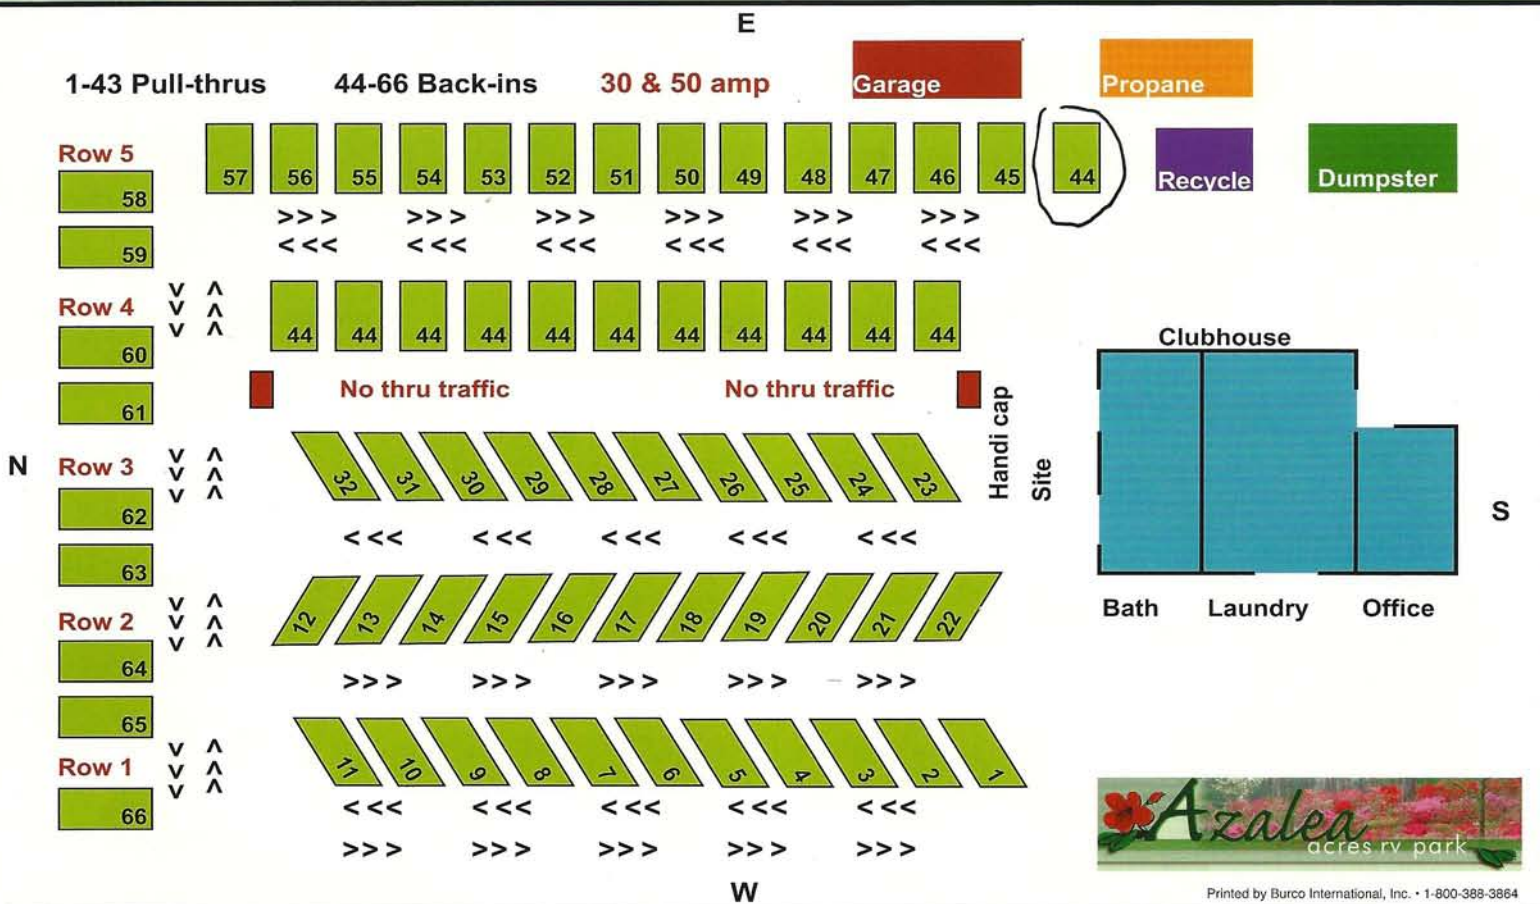 E
1-43 Pull-thrus 44-66 Back-ins 30 & 50 amp Garage Propane
Row 5 57 56 55 54 53 52 51 50 49 48 47 46 45 44 Recycle Dumpster
58
>>> >>> >>> >>> >>> >>>
59 <<< <<< <<< <<< <<< <<<
Row 4 44 44 44 44 44 44 44 44 44 44 44 Clubhouse
60
No thru traffic No thru traffic
61
Handi cap
Site
N Row 3 32 31 30 29 28 27 26 25 24 23 S
62
<<< <<< <<< <<< <<<
63
Row 2 12 13 14 15 16 17 18 19 20 21 22 Bath Laundry Office
64
>>> >>> >>> >>> >>>
65
Row 1 11 10 9 8 7 6 5 4 3 2 1
66 <<< <<< <<< <<< <<<
>>> >>> >>> >>> >>>
Azalea
acres rv park
W
Printed by Burco International, Inc. • 1-800-388-3864